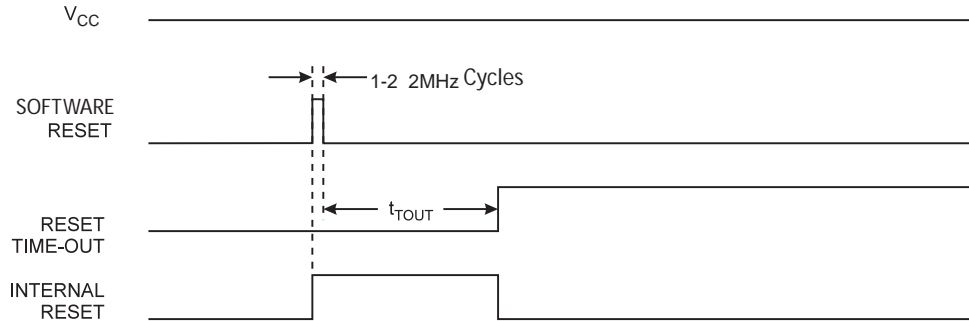 VCC
1-2 2MHz Cycles
SOFTWARE
RESET
tTOUT
RESET
TIME-OUT
INTERNAL
RESET